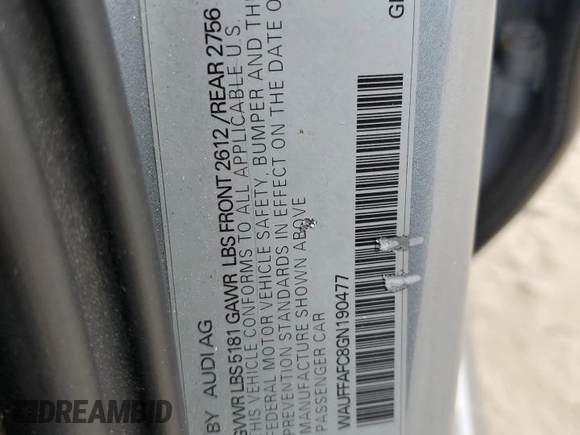 GE
BY AUDI AG
GVWR LBS 5181 GAWR LBS FRONT 2612 /REAR 2756
THIS VEHICLE CONFORMS TO ALL APPLICABLE U.S.
FEDERAL MOTOR VEHICLE SAFETY, BUMPER AND
PREVENTION STANDARDS IN EFFECT ON THE DATE O
MANUFACTURE SHOWN ABOVE
PASSENGER CAR
WAUFFAFC8GN190477
DREAMBID